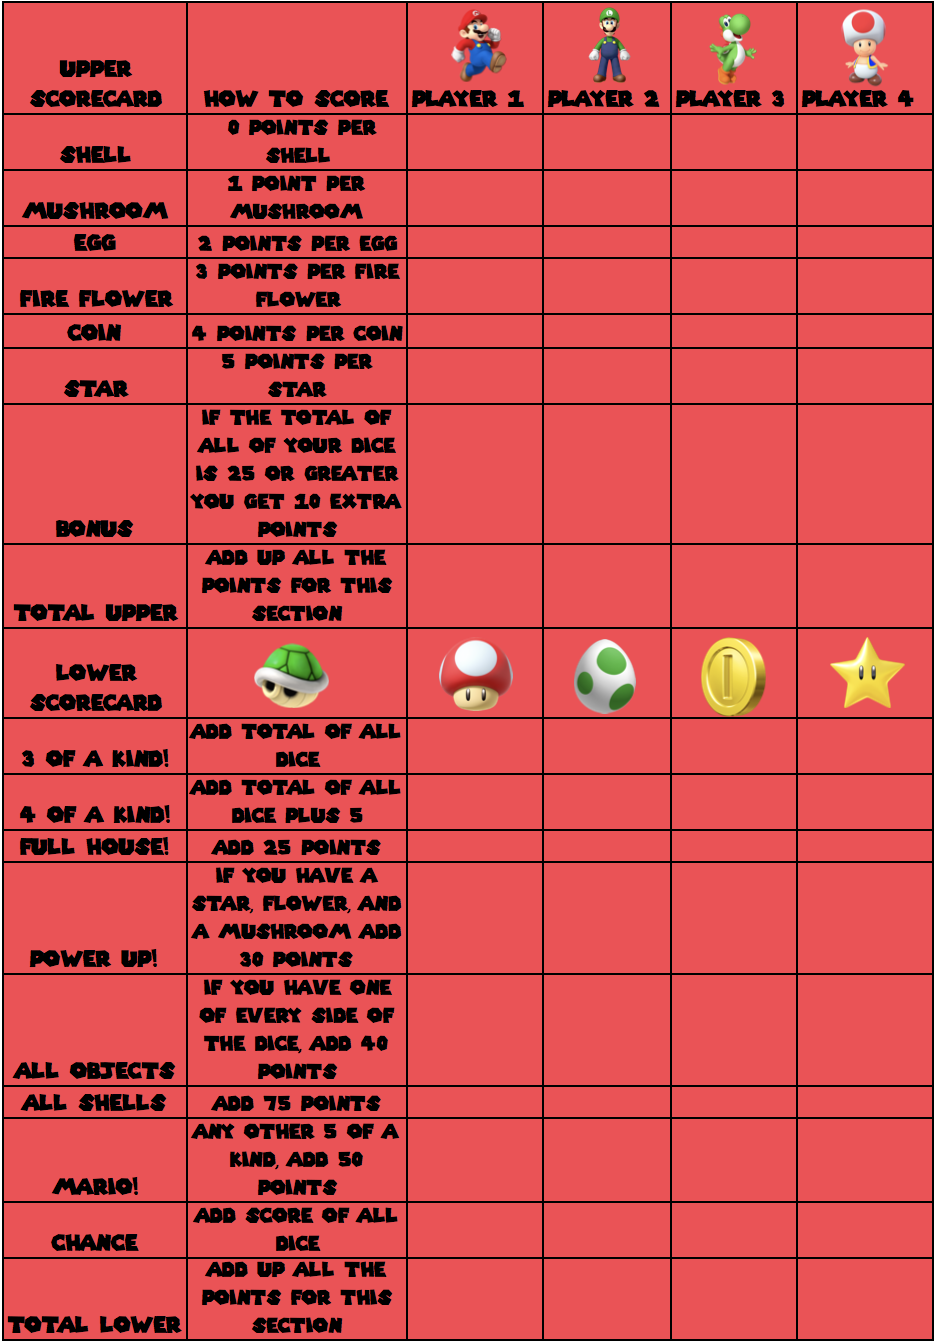 UPPER
SCORECARD
HOW TO SCORE
PLAYER 1
PLAYER 2
PLAYER 3
PLAYER 4
SHELL
0 POINTS PER
SHELL
MUSHROOM
1 POINT PER
MUSHROOM
EGG
2 POINTS PER EGG
FIRE FLOWER
3 POINTS PER FIRE
FLOWER
COIN
4 POINTS PER COIN
STAR
5 POINTS PER
STAR
BONUS
IF THE TOTAL OF
ALL OF YOUR DICE
IS 25 OR GREATER
YOU GET 10 EXTRA
POINTS
TOTAL UPPER
ADD UP ALL THE
POINTS FOR THIS
SECTION
LOWER
SCORECARD
3 OF A KIND!
ADD TOTAL OF ALL
DICE
4 OF A KIND!
ADD TOTAL OF ALL
DICE PLUS 5
FULL HOUSE!
ADD 25 POINTS
POWER UP!
IF YOU HAVE A
STAR, FLOWER, AND
A MUSHROOM ADD
30 POINTS
ALL OBJECTS
IF YOU HAVE ONE
OF EVERY SIDE OF
THE DICE, ADD 40
POINTS
ALL SHELLS
ADD 75 POINTS
MARIO!
ANY OTHER 5 OF A
KIND, ADD 50
POINTS
CHANCE
ADD SCORE OF ALL
DICE
TOTAL LOWER
ADD UP ALL THE
POINTS FOR THIS
SECTION